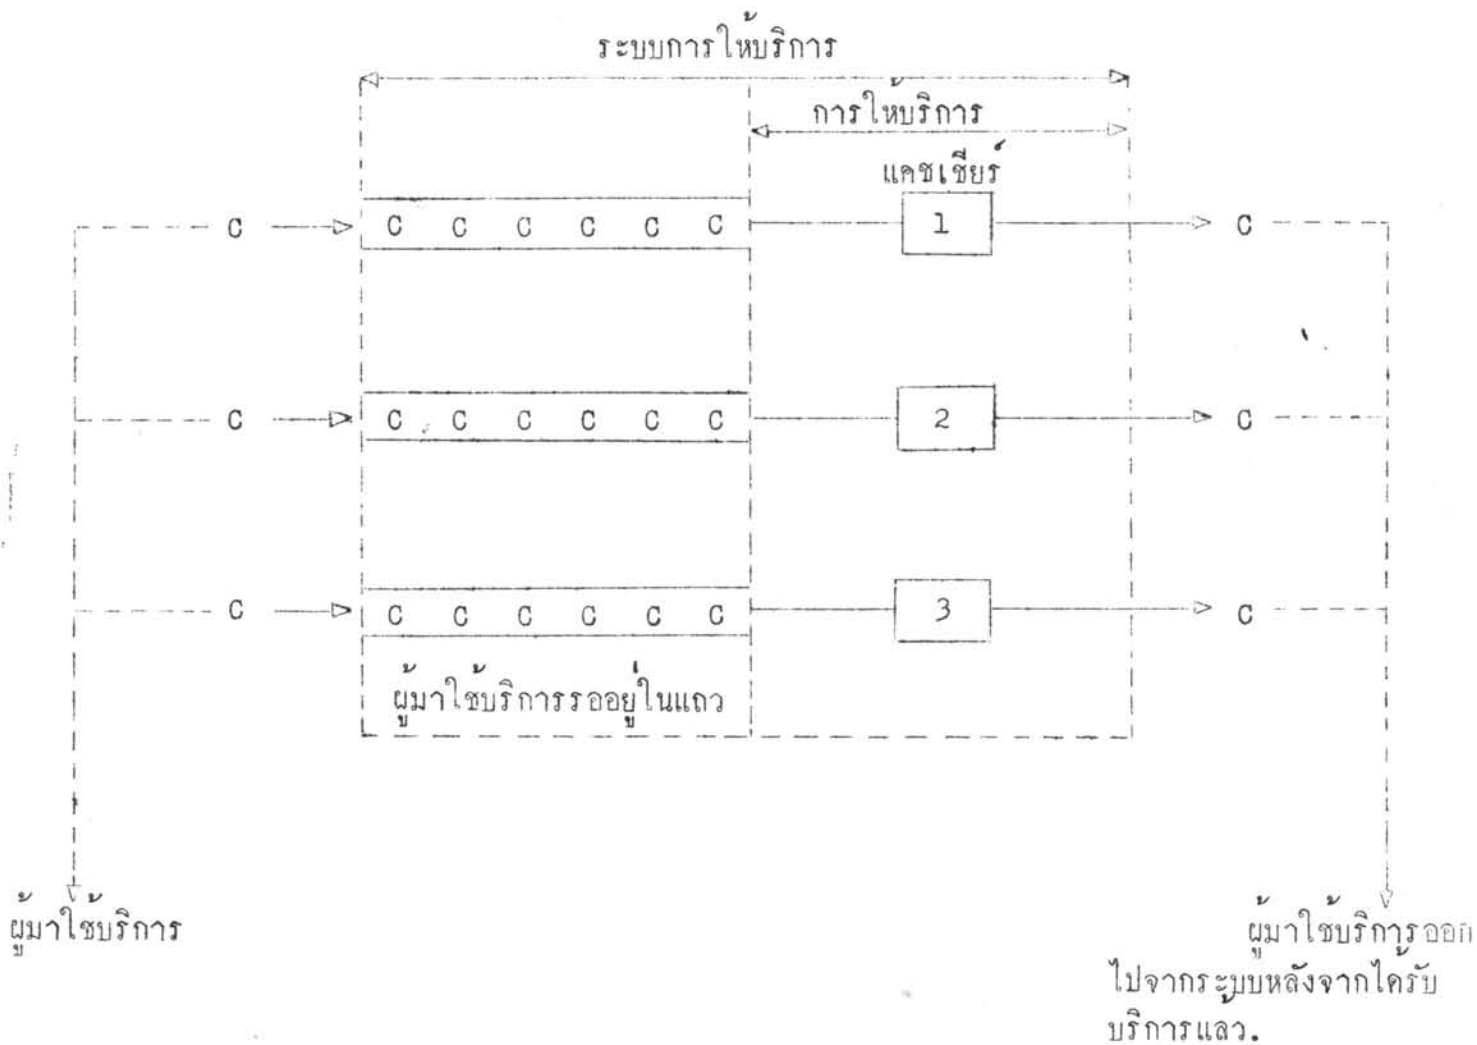 ระบบการให้บริการ
การให้บริการ
แคชเชียร์
C C C C C C C 1 C
C C C C C C C 2 C
C C C C C C C 3 C
ผู้มาใช้บริการรออยู่ในแถว
ผู้มาใช้บริการ
ผู้มาใช้บริการออก
ไปจากระบบหลังจากได้รับ
บริการแล้ว.